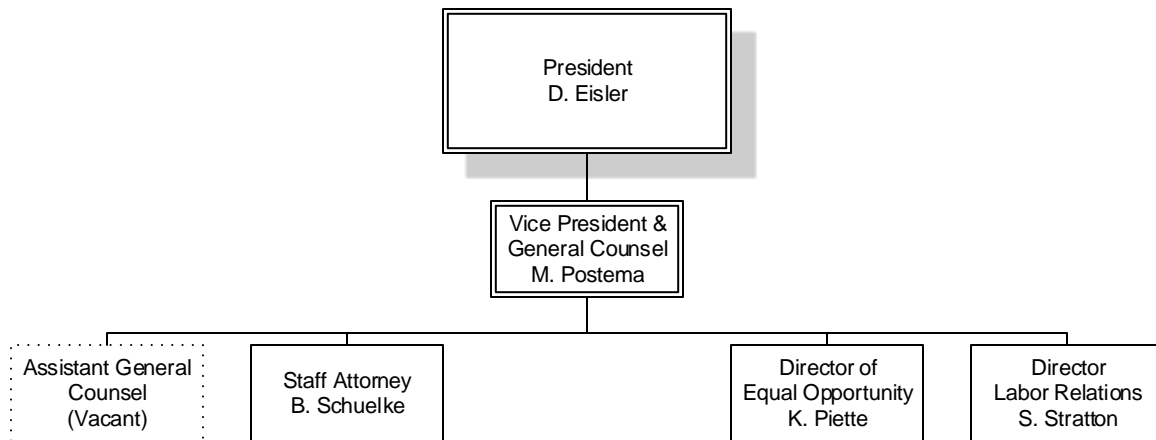 President
D. Eisler
Vice President &
General Counsel
M. Postema
Assistant General
Counsel
(Vacant)
Staff Attorney
B. Schuelke
Director of
Equal Opportunity
K. Piette
Director
Labor Relations
S. Stratton